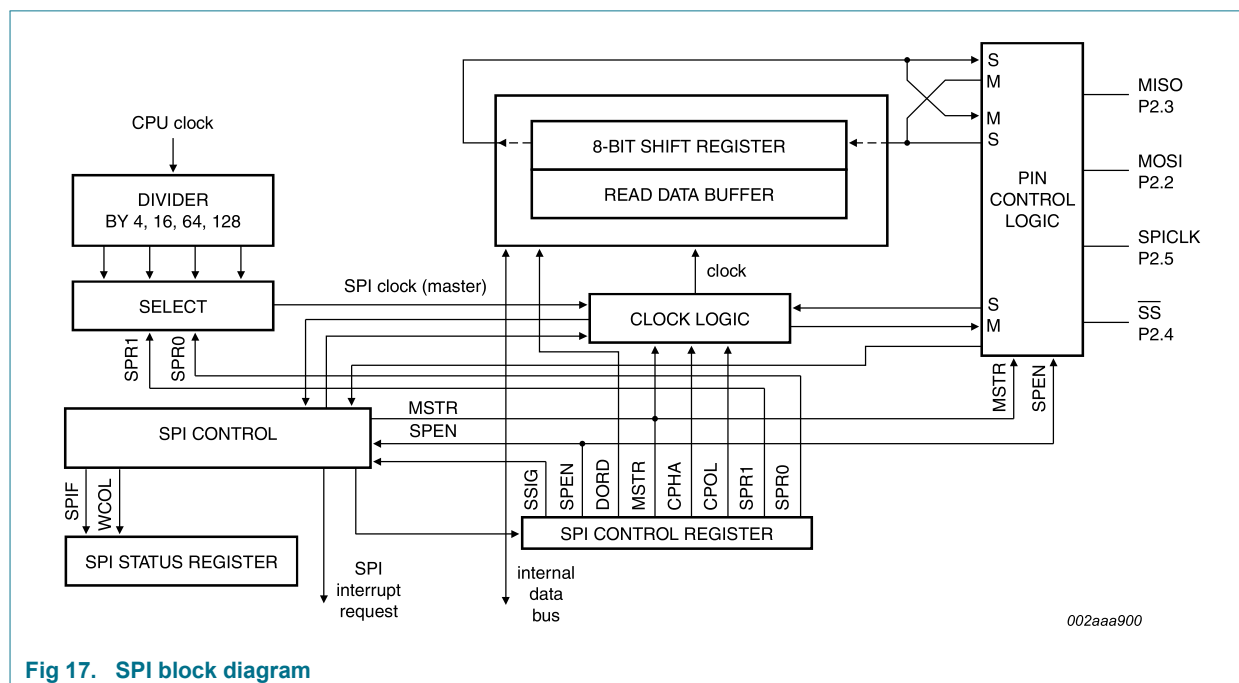 CPU clock
DIVIDER
BY 4, 16, 64, 128
SELECT
SPR1
SPR0
SPI clock (master)
8-BIT SHIFT REGISTER
READ DATA BUFFER
clock
CLOCK LOGIC
S
M
M
S
PIN
CONTROL
LOGIC
S
M
MISO
P2.3
MOSI
P2.2
SPICLK
P2.5
SS
P2.4
MSTR
SPEN
SPI CONTROL
MSTR
SPEN
SPIF
WCOL
SPI STATUS REGISTER
SPI
interrupt
request
SSIG
SPEN
DORD
MSTR
CPHA
CPOL
SPR1
SPR0
SPI CONTROL REGISTER
internal
data
bus
002aaa900
Fig 17. SPI block diagram